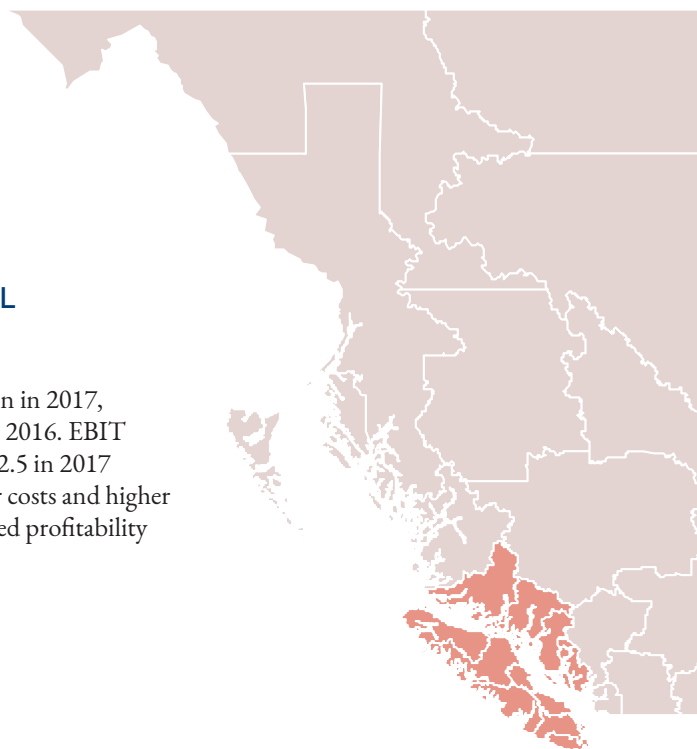 L
n in 2017,
2016. EBIT
2.5 in 2017
costs and higher
ed profitability